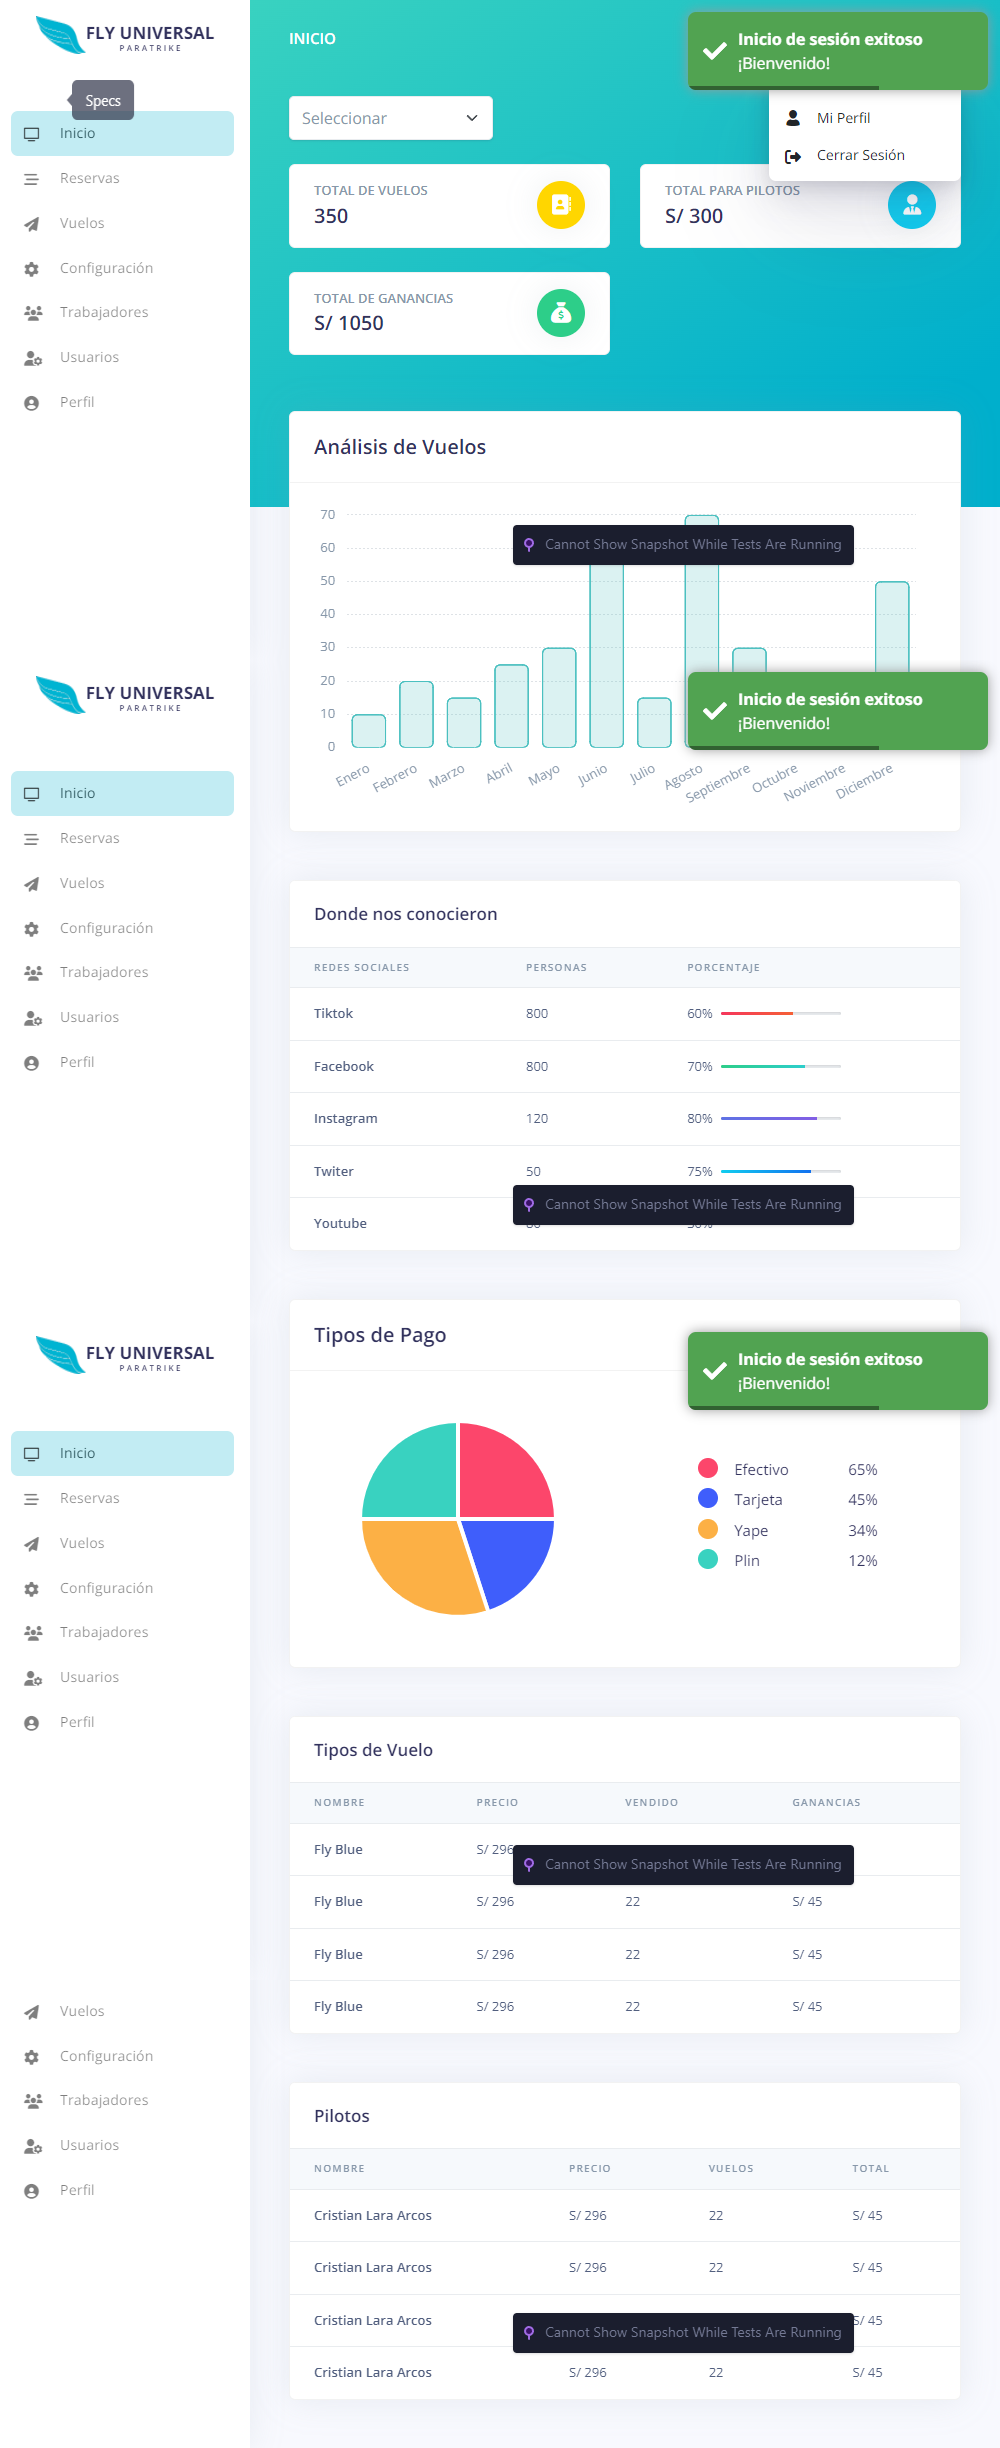 FLY UNIVERSAL
PARATRIKE
Specs
Inicio
Reservas
Vuelos
Configuración
Trabajadores
Usuarios
Perfil
INICIO
Inicio de sesión exitoso
¡Bienvenido!
Mi Perfil
Cerrar Sesión
Seleccionar
TOTAL DE VUELOS
350
TOTAL PARA PILOTOS
S/ 300
TOTAL DE GANANCIAS
S/ 1050
Análisis de Vuelos
70
60
50
40
30
20
10
0
Cannot Show Snapshot While Tests Are Running
Enero Febrero Marzo Abril Mayo Junio Julio Agosto Septiembre Octubre Noviembre Diciembre
FLY UNIVERSAL
PARATRIKE
Inicio
Reservas
Vuelos
Configuración
Trabajadores
Usuarios
Perfil
Inicio de sesión exitoso
¡Bienvenido!
Donde nos conocieron
REDES SOCIALES PERSONAS PORCENTAJE
Tiktok 800 60%
Facebook 800 70%
Instagram 120 80%
Twiter 50 75%
Cannot Show Snapshot While Tests Are Running
Youtube
FLY UNIVERSAL
PARATRIKE
Inicio
Reservas
Vuelos
Configuración
Trabajadores
Usuarios
Perfil
Tipos de Pago
Inicio de sesión exitoso
¡Bienvenido!
Efectivo 65%
Tarjeta 45%
Yape 34%
Plin 12%
Tipos de Vuelo
NOMBRE PRECIO VENDIDO GANANCIAS
Fly Blue S/ 296
Cannot Show Snapshot While Tests Are Running
Fly Blue S/ 296 22 S/ 45
Fly Blue S/ 296 22 S/ 45
Fly Blue S/ 296 22 S/ 45
Vuelos
Configuración
Trabajadores
Usuarios
Perfil
Pilotos
NOMBRE PRECIO VUELOS TOTAL
Cristian Lara Arcos S/ 296 22 S/ 45
Cristian Lara Arcos S/ 296 22 S/ 45
Cristian Lara Arcos S/ 45
Cannot Show Snapshot While Tests Are Running
Cristian Lara Arcos S/ 296 22 S/ 45